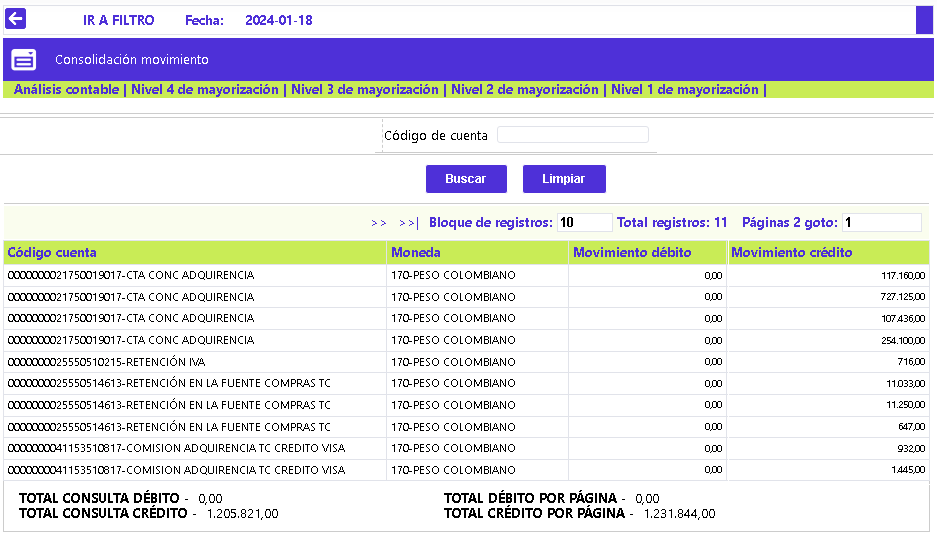 IR A FILTRO Fecha: 2024-01-18
Consolidación movimiento
Análisis contable | Nivel 4 de mayorización | Nivel 3 de mayorización | Nivel 2 de mayorización | Nivel 1 de mayorización |
Código de cuenta
Buscar Limpiar
>> >>| Bloque de registros: 10 Total registros: 11 Páginas 2 goto: 1
Código cuenta Moneda Movimiento débito Movimiento crédito
0000000021750019017-CTA CONC ADQUIRENCIA 170-PESO COLOMBIANO 0,00 117.160,00
0000000021750019017-CTA CONC ADQUIRENCIA 170-PESO COLOMBIANO 0,00 727.125,00
0000000021750019017-CTA CONC ADQUIRENCIA 170-PESO COLOMBIANO 0,00 107.436,00
0000000021750019017-CTA CONC ADQUIRENCIA 170-PESO COLOMBIANO 0,00 254.100,00
0000000025550510215-RETENCIÓN IVA 170-PESO COLOMBIANO 0,00 716,00
0000000025550514613-RETENCIÓN EN LA FUENTE COMPRAS TC 170-PESO COLOMBIANO 0,00 11.033,00
0000000025550514613-RETENCIÓN EN LA FUENTE COMPRAS TC 170-PESO COLOMBIANO 0,00 11.250,00
0000000025550514613-RETENCIÓN EN LA FUENTE COMPRAS TC 170-PESO COLOMBIANO 0,00 647,00
0000000041153510817-COMISION ADQUIRENCIA TC CREDITO VISA 170-PESO COLOMBIANO 0,00 932,00
0000000041153510817-COMISION ADQUIRENCIA TC CREDITO VISA 170-PESO COLOMBIANO 0,00 1.445,00
TOTAL CONSULTA DÉBITO - 0,00 TOTAL DÉBITO POR PÁGINA - 0,00
TOTAL CONSULTA CRÉDITO - 1.205.821,00 TOTAL CRÉDITO POR PÁGINA - 1.231.844,00